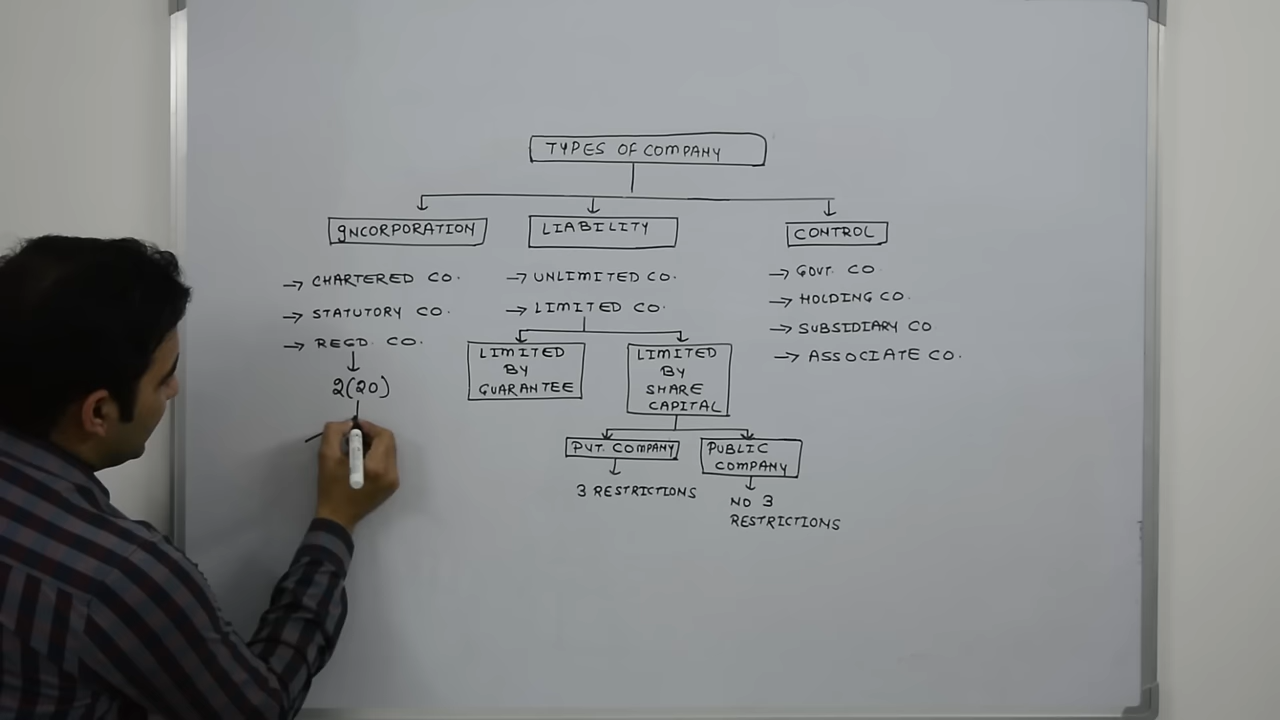 TYPES OF COMPANY
INCORPORATION
→ CHARTERED CO.
→ STATUTORY CO.
→ REGD. CO.
2(20)
LIABILITY
→ UNLIMITED CO.
→ LIMITED CO.
LIMITED
BY
GUARANTEE
LIMITED
BY
SHARE
CAPITAL
PVT. COMPANY
3 RESTRICTIONS
PUBLIC
COMPANY
NO 3
RESTRICTIONS
CONTROL
→ GOVT. CO
→ HOLDING CO.
→ SUBSIDIARY CO
→ ASSOCIATE CO.